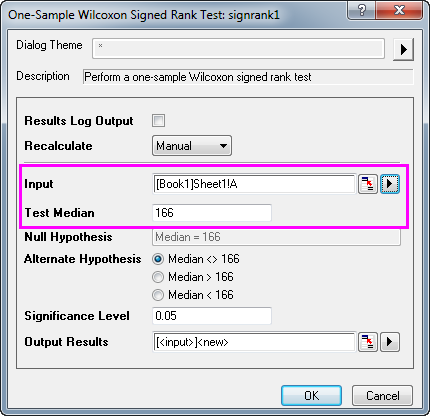 One-Sample Wilcoxon Signed Rank Test: signrank1
Dialog Theme *
Description Perform a one-sample Wilcoxon signed rank test
Results Log Output
Recalculate Manual
Input [Book1]Sheet1!A
Test Median 166
Null Hypothesis Median = 166
Alternate Hypothesis Median <> 166
Median > 166
Median < 166
Significance Level 0.05
Output Results [<input>]<new>
OK Cancel